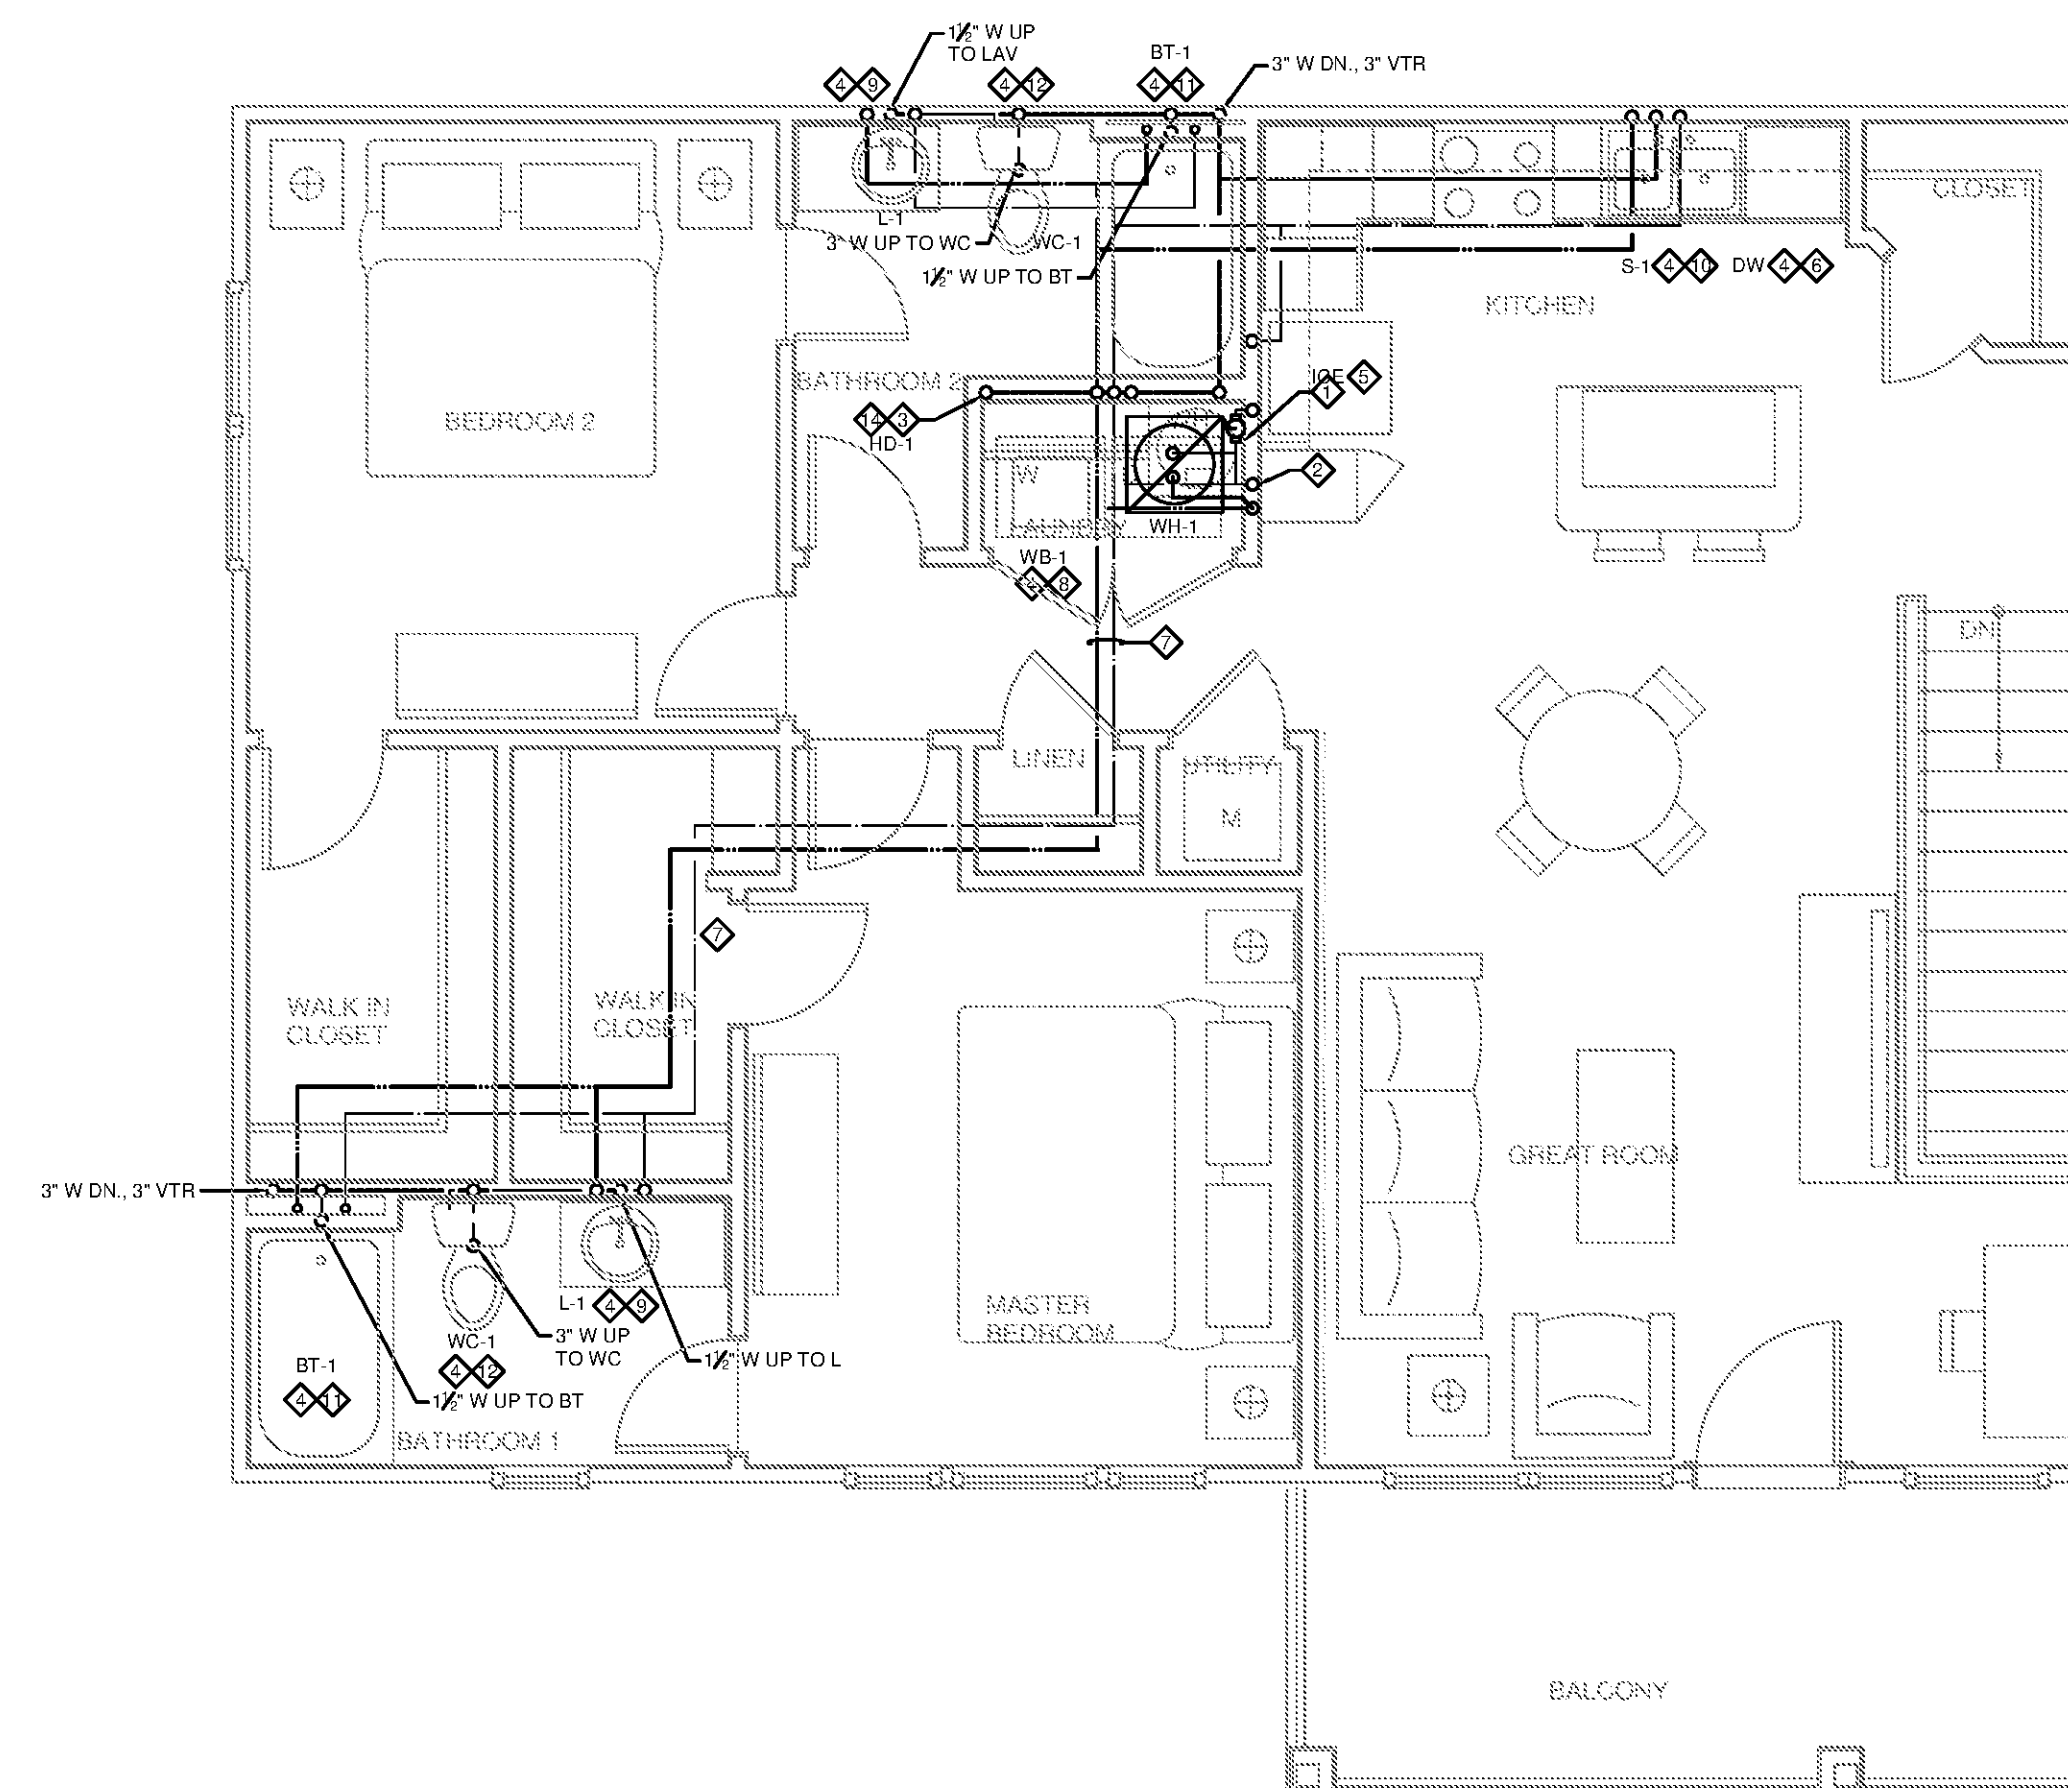 1½" W UP
TO LAV
BT-1
3" W DN., 3" VTR
4 9
4 12
4 11
L-1
3" W UP TO WC
WC-1
1½" W UP TO BT
CLOSET
S-1 4 10 DW 4 6
KITCHEN
BATHROOM 2
ICE 5
1
BEDROOM 2
14 3
HD-1
2
W
LAUNDRY
WH-1
WB-1
8
7
DN
LINEN
UTILITY
M
7
WALK IN
CLOSET
WALK IN
CLOSET
GREAT ROOM
3" W DN., 3" VTR
L-1 4 9
MASTER
BEDROOM
3" W UP
TO WC
WC-1
4 12
1½" W UP TO L
BT-1
4 11
1½" W UP TO BT
BATHROOM 1
BALCONY